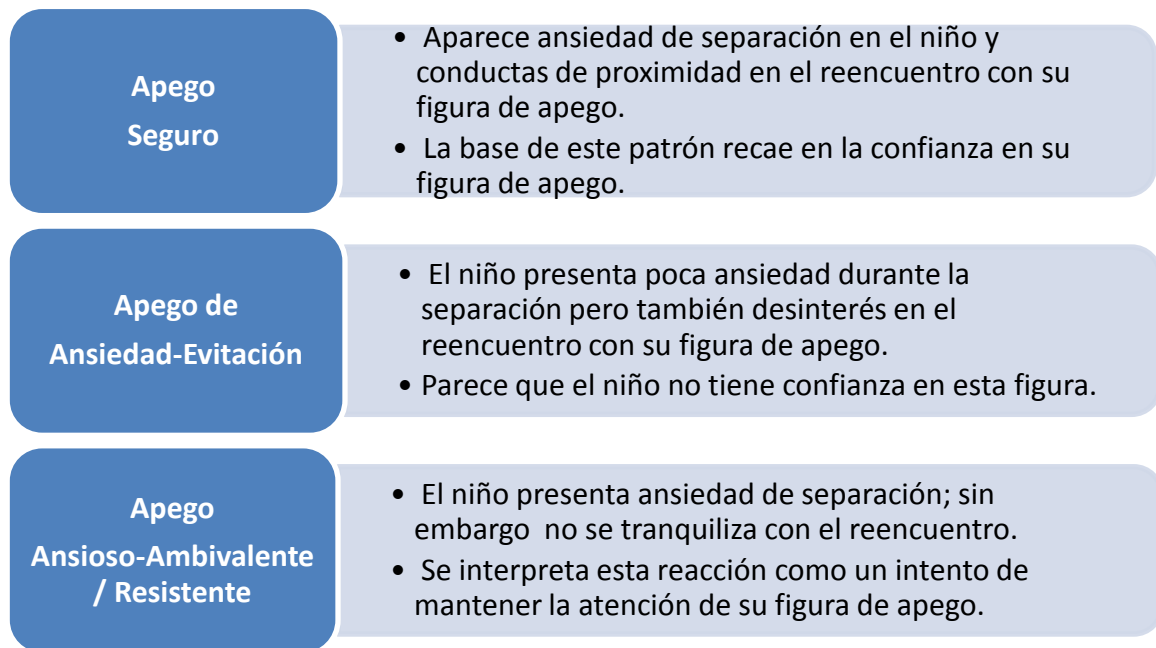 Apego
Seguro
• Aparece ansiedad de separación en el niño y
conductas de proximidad en el reencuentro con su
figura de apego.
• La base de este patrón recae en la confianza en su
figura de apego.
Apego de
Ansiedad-Evitación
• El niño presenta poca ansiedad durante la
separación pero también desinterés en el
reencuentro con su figura de apego.
• Parece que el niño no tiene confianza en esta figura.
Apego
Ansioso-Ambivalente
/ Resistente
• El niño presenta ansiedad de separación; sin
embargo no se tranquiliza con el reencuentro.
• Se interpreta esta reacción como un intento de
mantener la atención de su figura de apego.